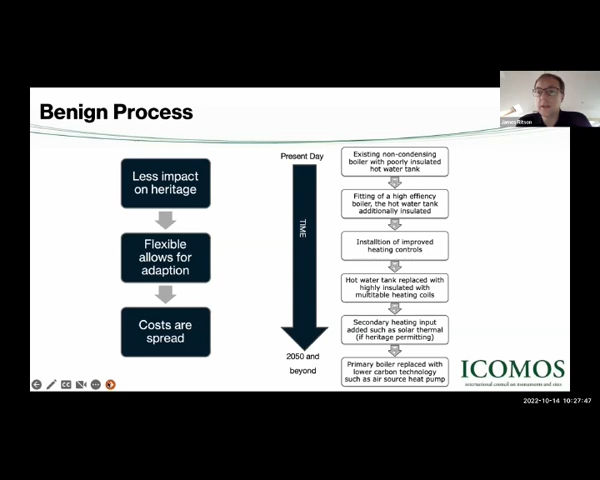 Benign Process
James Ritson
Less impact
on heritage
Flexible
allows for
adaption
Costs are
spread
Present Day
TIME
2050 and
beyond
Existing non-condensing
boiler with poorly insulated
hot water tank
Fitting of a high effiency
boiler, the hot water tank
additionally insulated
Installtion of improved
heating controls
Hot water tank replaced with
highly insulated with
multitable heating coils
Secondary heating input
added such as solar thermal
(if heritage permitting)
Primary boiler replaced with
lower carbon technology
such as air source heat pump
ICOMOS
international council on monuments and sites
CC
2022-10-14 10:27:47